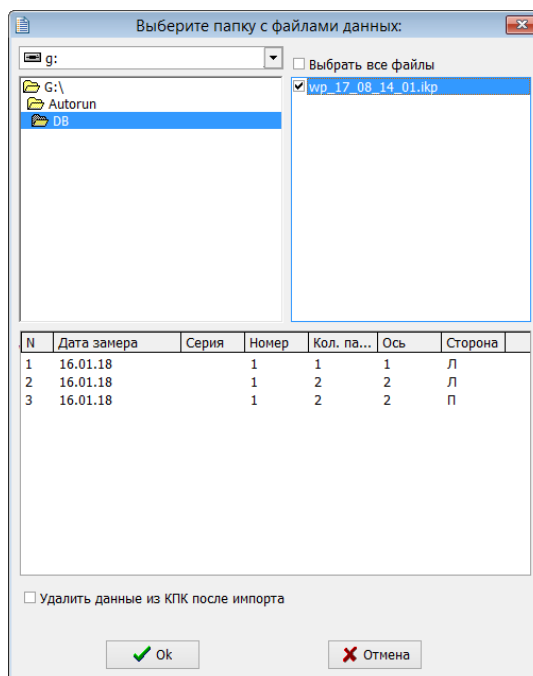 Выберите папку с файлами данных:
g:
Выбрать все файлы
G:\
Autorun
DB
wp_17_08_14_01.ikp
N Дата замера Серия Номер Кол. па... Ось Сторона
1 16.01.18 1 1 1 Л
2 16.01.18 1 2 2 Л
3 16.01.18 1 2 2 П
Удалить данные из КПК после импорта
Ok Отмена